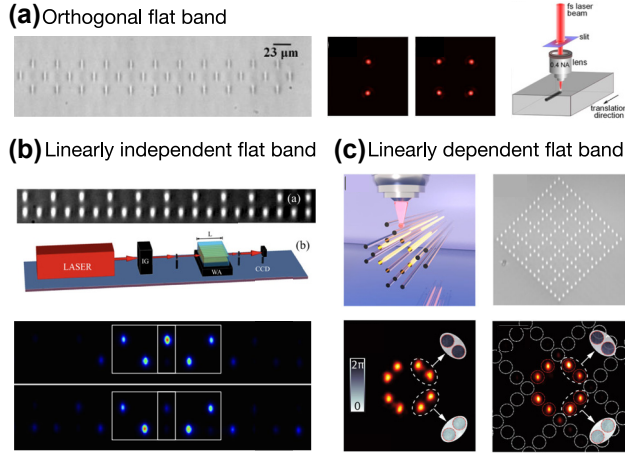 (a) Orthogonal flat band
23 μm
fs laser
beam
slit
lens
0.4 NA
translation
direction
(b) Linearly independent flat band
(a)
(b)
L
LASER
IG
WA
CCD
(c) Linearly dependent flat band
2π
0